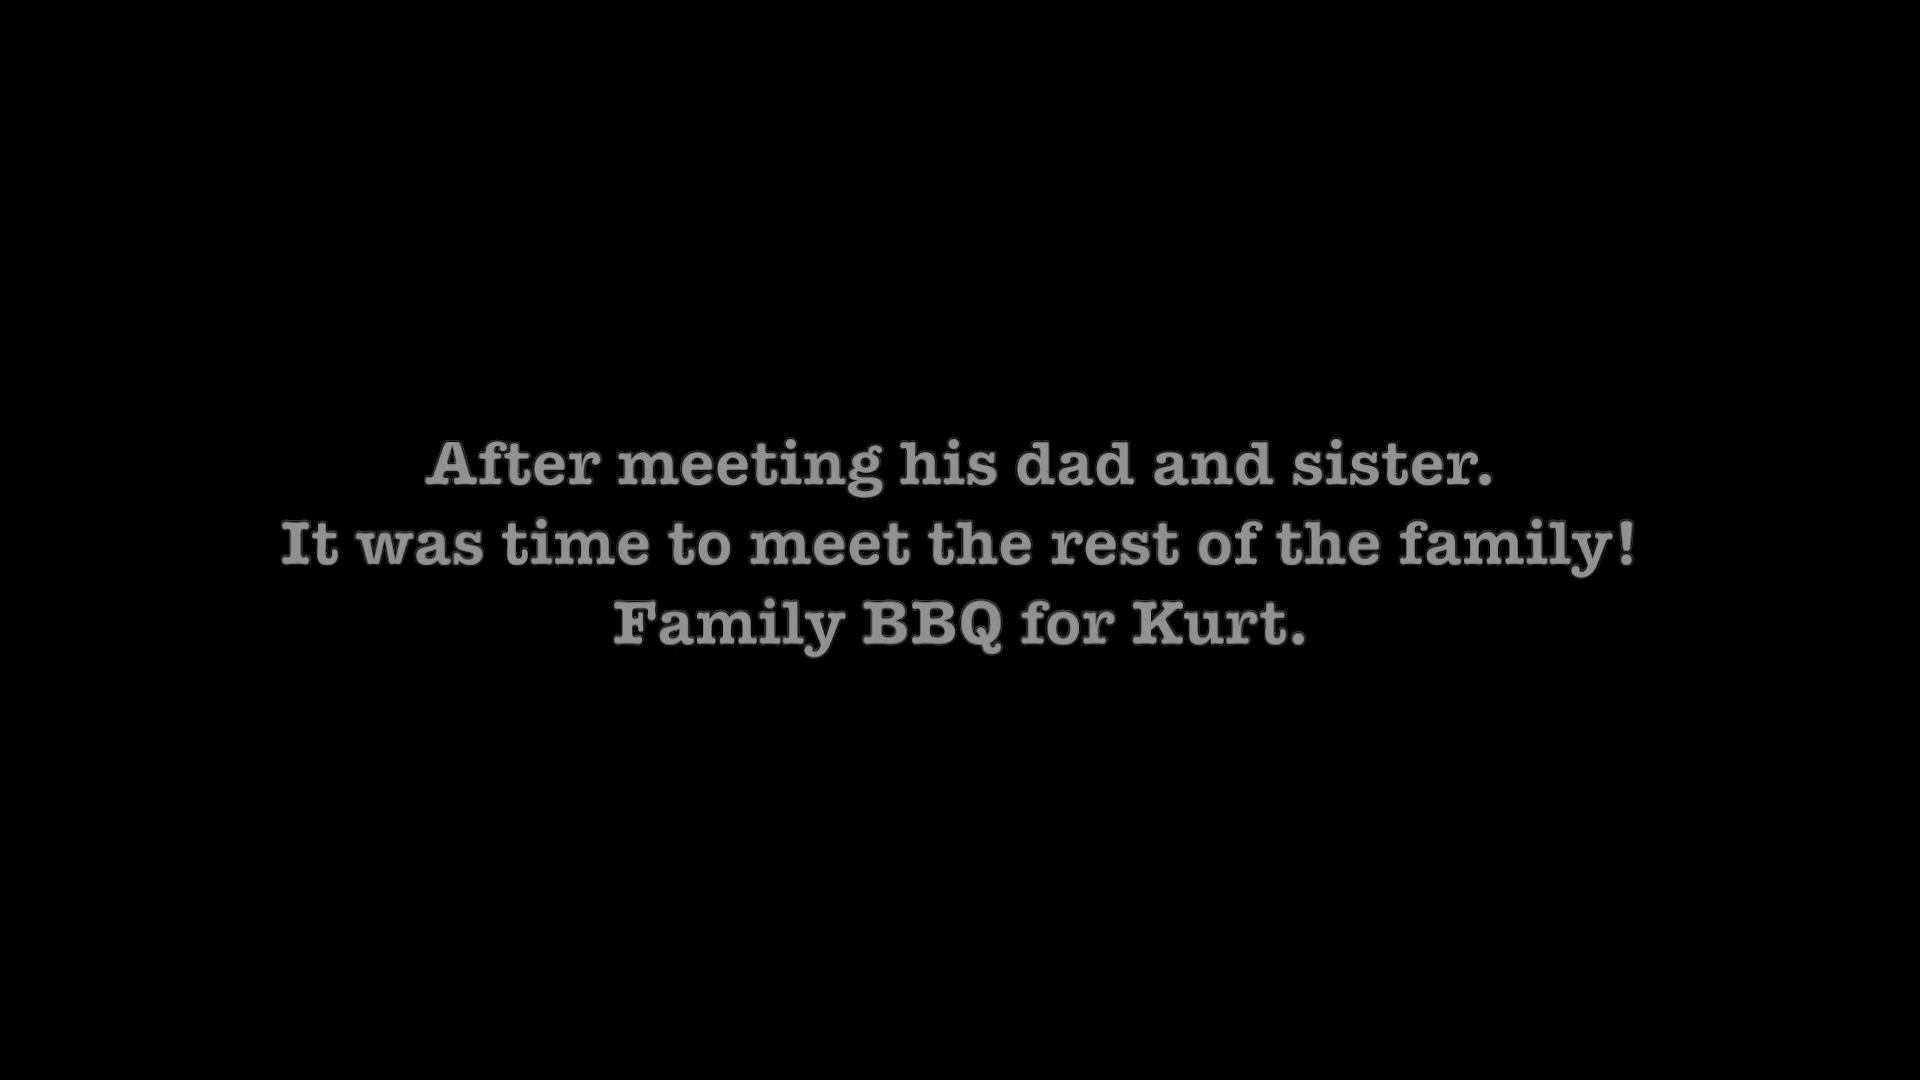 After meeting his dad and sister.
It was time to meet the rest of the family!
Family BBQ for Kurt.